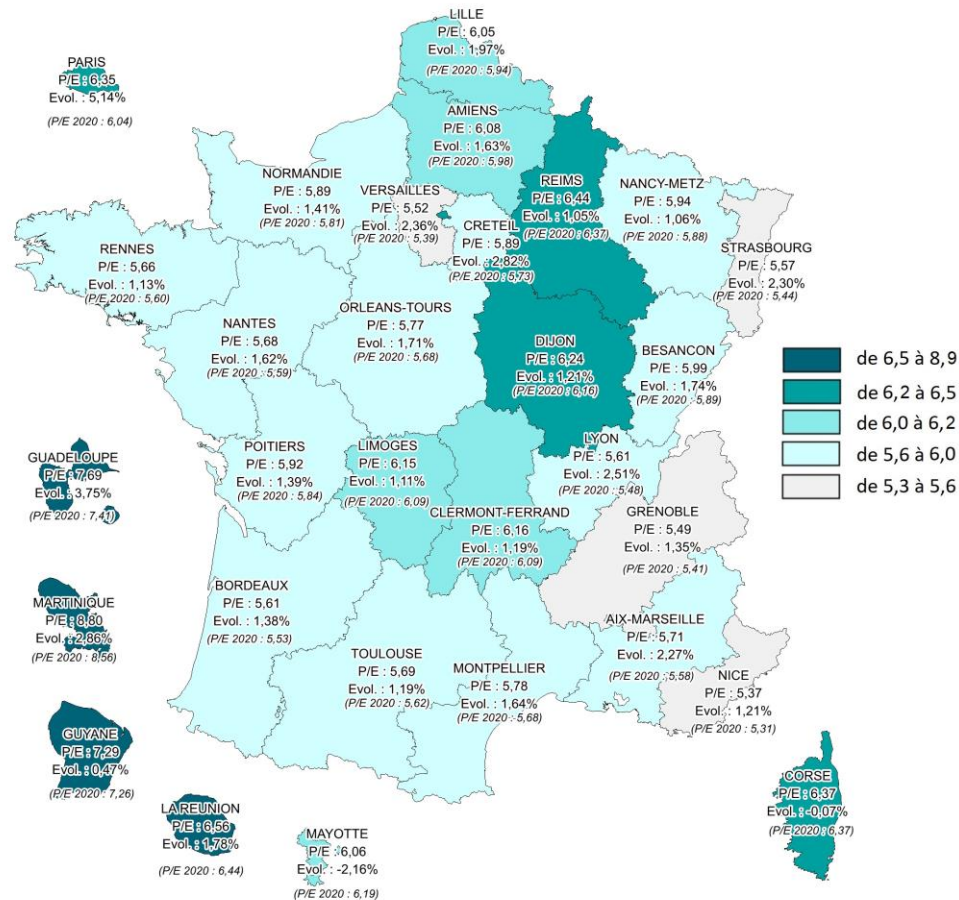 LILLE
P/E : 6,05
Evol. : 1,97%
(P/E 2020 : 5,94)
PARIS
P/E : 6,35
Evol. : 5,14%
(P/E 2020 : 6,04)
AMIENS
P/E : 6,08
Evol. : 1,63%
(P/E 2020 : 5,98)
NORMANDIE
P/E : 5,89
Evol. : 1,41%
(P/E 2020 : 5,81)
VERSAILLES
P/E : 5,52
Evol. : 2,36%
(P/E 2020 : 5,39)
CRETEIL
P/E : 5,89
Evol. : 2,82%
(P/E 2020 : 5,73)
REIMS
P/E : 6,44
Evol. : 1,05%
(P/E 2020 : 6,37)
NANCY-METZ
P/E : 5,94
Evol. : 1,06%
(P/E 2020 : 5,88)
STRASBOURG
P/E : 5,57
Evol. : 2,30%
(P/E 2020 : 5,44)
RENNES
P/E : 5,66
Evol. : 1,13%
(P/E 2020 : 5,60)
NANTES
P/E : 5,68
Evol. : 1,62%
(P/E 2020 : 5,59)
ORLEANS-TOURS
P/E : 5,77
Evol. : 1,71%
(P/E 2020 : 5,68)
DIJON
P/E : 6,24
Evol. : 1,21%
(P/E 2020 : 6,16)
BESANCON
P/E : 5,99
Evol. : 1,74%
(P/E 2020 : 5,89)
de 6,5 à 8,9
de 6,2 à 6,5
de 6,0 à 6,2
de 5,6 à 6,0
de 5,3 à 5,6
GUADELOUPE
P/E : 7,69
Evol. : 3,75%
(P/E 2020 : 7,41)
POITIERS
P/E : 5,92
Evol. : 1,39%
(P/E 2020 : 5,84)
LIMOGES
P/E : 6,15
Evol. : 1,11%
(P/E 2020 : 6,09)
LYON
P/E : 5,61
Evol. : 2,51%
(P/E 2020 : 5,48)
CLERMONT-FERRAND
P/E : 6,16
Evol. : 1,19%
(P/E 2020 : 6,09)
GRENOBLE
P/E : 5,49
Evol. : 1,35%
(P/E 2020 : 5,41)
MARTINIQUE
P/E : 8,80
Evol. : 2,86%
(P/E 2020 : 8,56)
BORDEAUX
P/E : 5,61
Evol. : 1,38%
(P/E 2020 : 5,53)
TOULOUSE
P/E : 5,69
Evol. : 1,19%
(P/E 2020 : 5,62)
MONTPELLIER
P/E : 5,78
Evol. : 1,64%
(P/E 2020 : 5,68)
AIX-MARSEILLE
P/E : 5,71
Evol. : 2,27%
(P/E 2020 : 5,58)
NICE
P/E : 5,37
Evol. : 1,21%
(P/E 2020 : 5,31)
GUYANE
P/E : 7,29
Evol. : 0,47%
(P/E 2020 : 7,26)
LA REUNION
P/E : 6,56
Evol. : 1,78%
(P/E 2020 : 6,44)
MAYOTTE
P/E : 6,06
Evol. : -2,16%
(P/E 2020 : 6,19)
CORSE
P/E : 6,37
Evol. : -0,07%
(P/E 2020 : 6,37)